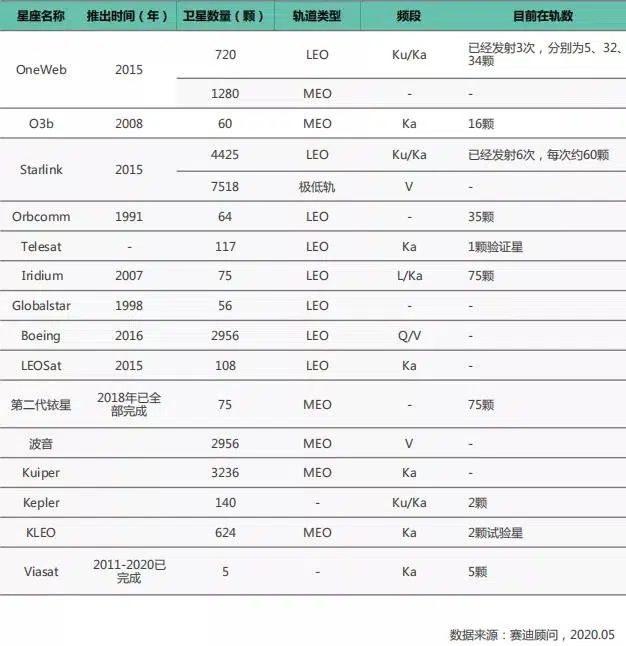 星座名称 推出时间（年） 卫星数量（颗） 轨道类型 频段 目前在轨数
OneWeb 2015 720 LEO Ku/Ka 已经发射3次，分别为5、32、
34颗
1280 MEO - -
O3b 2008 60 MEO Ka 16颗
Starlink 2015 4425 LEO Ku/Ka 已经发射6次，每次约60颗
7518 极低轨 V -
Orbcomm 1991 64 LEO - 35颗
Telesat - 117 LEO Ka 1颗验证星
Iridium 2007 75 LEO L/Ka 75颗
Globalstar 1998 56 LEO - -
Boeing 2016 2956 LEO Q/V -
LEOSat 2015 108 LEO Ka -
第二代铱星 2018年已全
部完成 75 MEO - 75颗
波音 2956 MEO V -
Kuiper 3236 MEO Ka -
Kepler 140 - Ku/Ka 2颗
KLEO 624 MEO Ka 2颗试验星
Viasat 2011-2020已
完成 5 - Ka 5颗
数据来源：赛迪顾问，2020.05